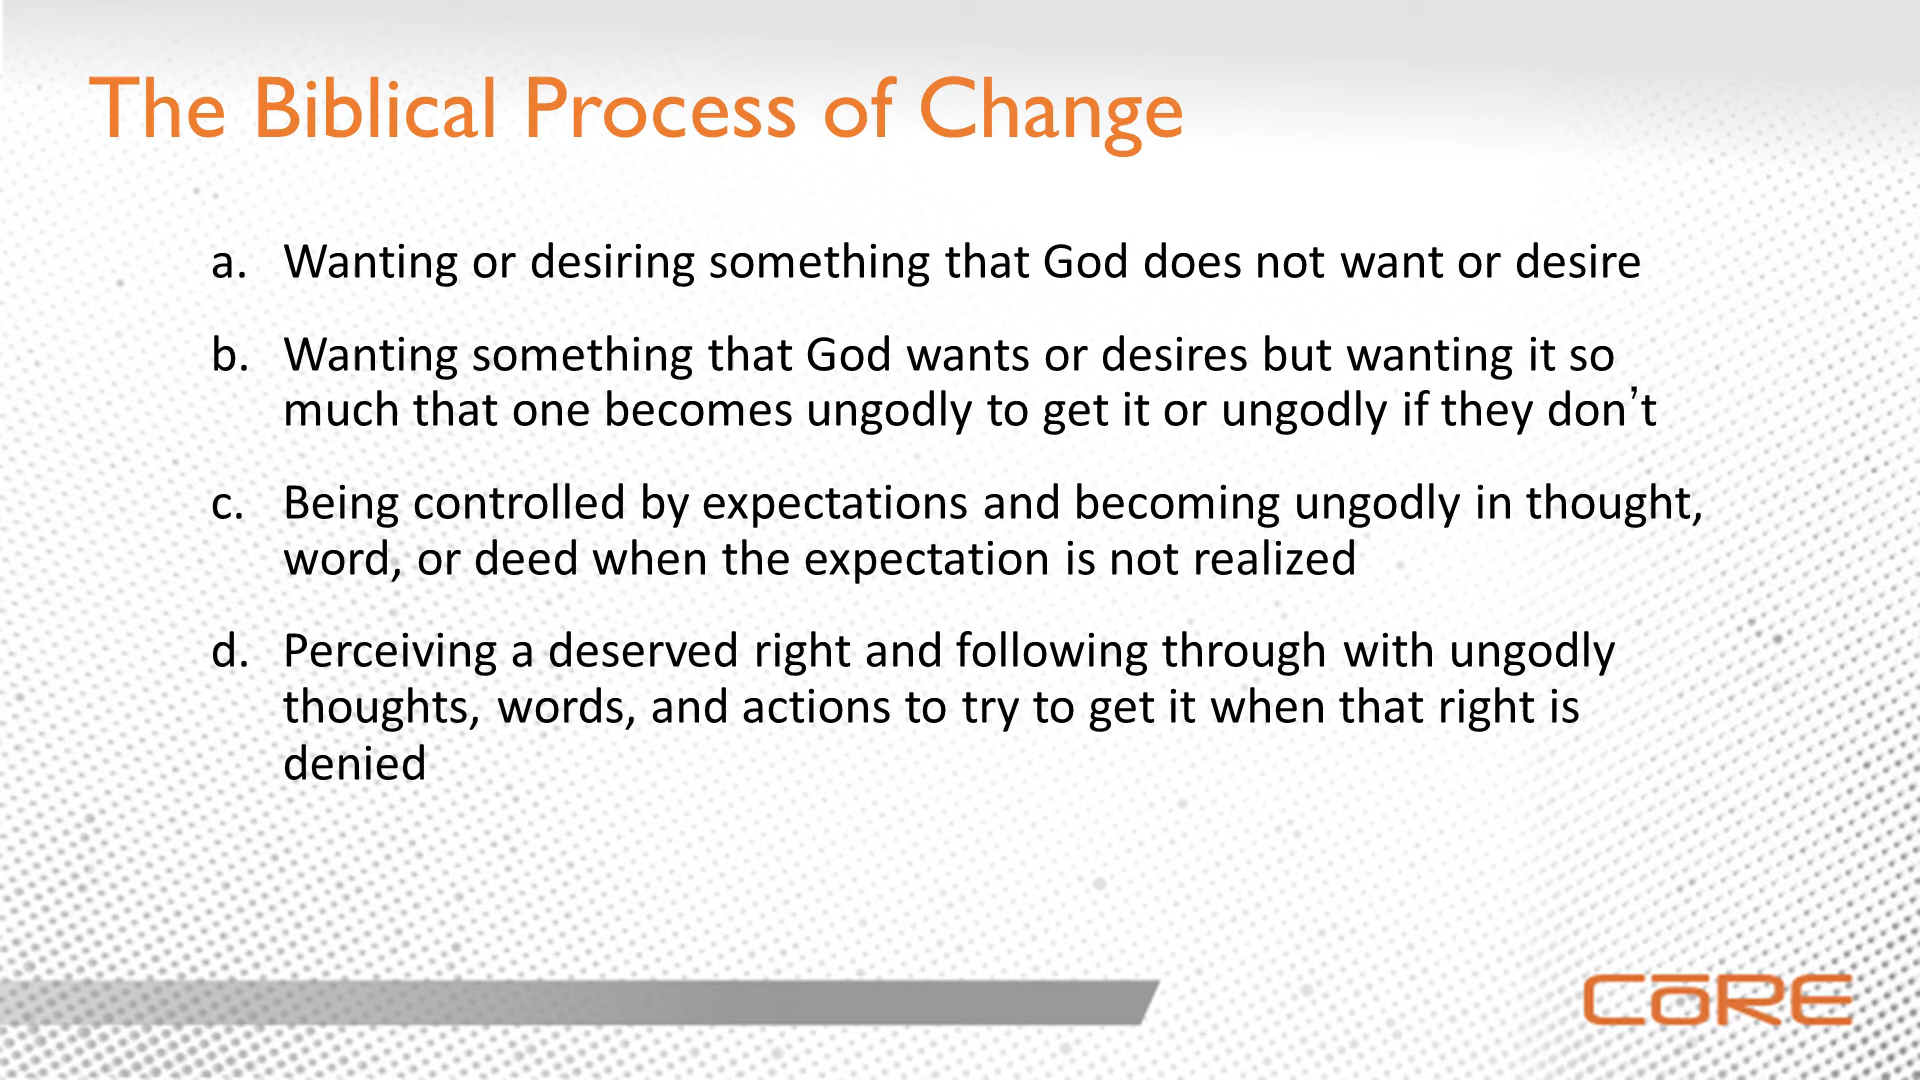 The Biblical Process of Change
a. Wanting or desiring something that God does not want or desire
b. Wanting something that God wants or desires but wanting it so
much that one becomes ungodly to get it or ungodly if they don’t
c. Being controlled by expectations and becoming ungodly in thought,
word, or deed when the expectation is not realized
d. Perceiving a deserved right and following through with ungodly
thoughts, words, and actions to try to get it when that right is
denied
CōRE